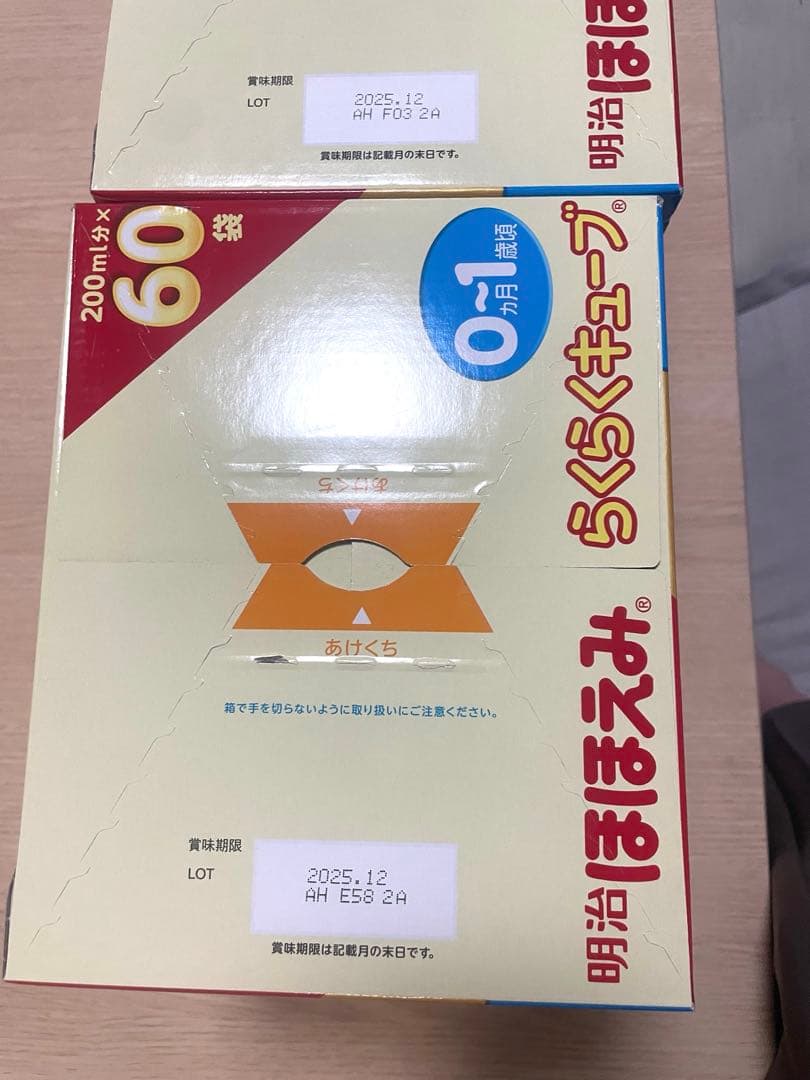 賞味期限
LOT
2025.12
AH F03 2A
賞味期限は記載月の末日です。
明治 ほほ
200ml分×
60袋
0~1
カ月
歳頃
らくらくキューブ®
あけくち
あけくち
箱で手を切らないように取り扱いにご注意ください。
明治 ほほえみ®
賞味期限
LOT
2025.12
AH E58 2A
賞味期限は記載月の末日です。